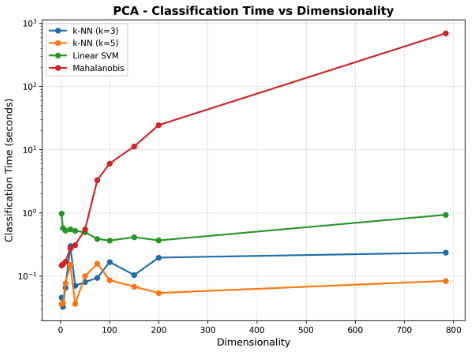 PCA - Classification Time vs Dimensionality
k-NN (k=3)
k-NN (k=5)
Linear SVM
Mahalanobis
Classification Time (seconds)
10³
10²
10¹
10⁰
10⁻¹
0 100 200 300 400 500 600 700 800
Dimensionality